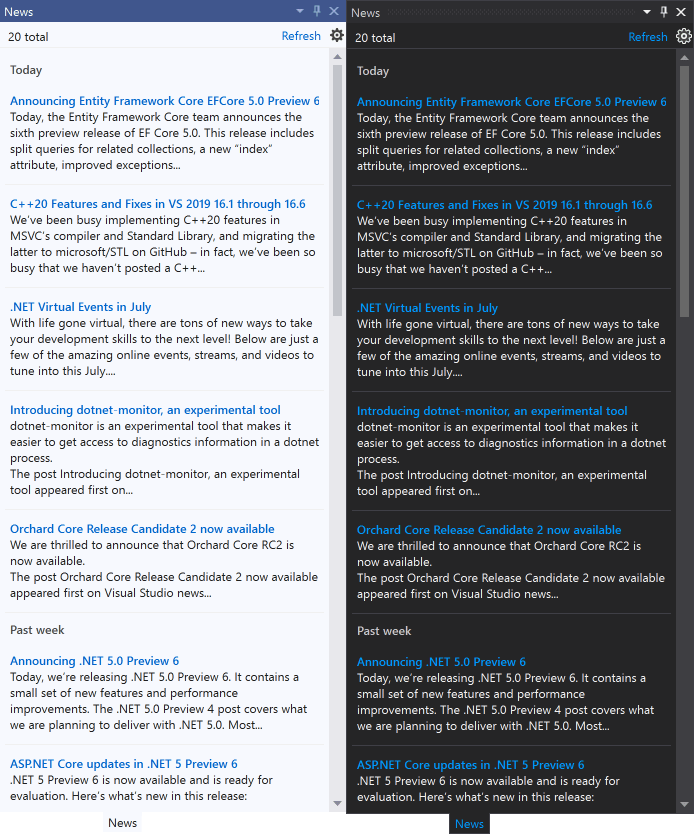 News
20 total
Refresh
Today
Announcing Entity Framework Core EFCore 5.0 Preview 6
Today, the Entity Framework Core team announces the
sixth preview release of EF Core 5.0. This release includes
split queries for related collections, a new “index”
attribute, improved exceptions...
C++20 Features and Fixes in VS 2019 16.1 through 16.6
We’ve been busy implementing C++20 features in
MSVC’s compiler and Standard Library, and migrating the
latter to microsoft/STL on GitHub – in fact, we’ve been so
busy that we haven’t posted a C++...
.NET Virtual Events in July
With life gone virtual, there are tons of new ways to take
your development skills to the next level! Below are just a
few of the amazing online events, streams, and videos to
tune into this July....
Introducing dotnet-monitor, an experimental tool
dotnet-monitor is an experimental tool that makes it
easier to get access to diagnostics information in a dotnet
process.
The post Introducing dotnet-monitor, an experimental
tool appeared first on...
Orchard Core Release Candidate 2 now available
We are thrilled to announce that Orchard Core RC2 is
now available.
The post Orchard Core Release Candidate 2 now available
appeared first on Visual Studio news...
Past week
Announcing .NET 5.0 Preview 6
Today, we’re releasing .NET 5.0 Preview 6. It contains a
small set of new features and performance
improvements. The .NET 5.0 Preview 4 post covers what
we are planning to deliver with .NET 5.0. Most...
ASP.NET Core updates in .NET 5 Preview 6
.NET 5 Preview 6 is now available and is ready for
evaluation. Here’s what’s new in this release:
News
News
20 total
Refresh
Today
Announcing Entity Framework Core EFCore 5.0 Preview 6
Today, the Entity Framework Core team announces the
sixth preview release of EF Core 5.0. This release includes
split queries for related collections, a new “index”
attribute, improved exceptions...
C++20 Features and Fixes in VS 2019 16.1 through 16.6
We’ve been busy implementing C++20 features in
MSVC’s compiler and Standard Library, and migrating the
latter to microsoft/STL on GitHub – in fact, we’ve been so
busy that we haven’t posted a C++...
.NET Virtual Events in July
With life gone virtual, there are tons of new ways to take
your development skills to the next level! Below are just a
few of the amazing online events, streams, and videos to
tune into this July....
Introducing dotnet-monitor, an experimental tool
dotnet-monitor is an experimental tool that makes it
easier to get access to diagnostics information in a dotnet
process.
The post Introducing dotnet-monitor, an experimental
tool appeared first on...
Orchard Core Release Candidate 2 now available
We are thrilled to announce that Orchard Core RC2 is
now available.
The post Orchard Core Release Candidate 2 now available
appeared first on Visual Studio news...
Past week
Announcing .NET 5.0 Preview 6
Today, we’re releasing .NET 5.0 Preview 6. It contains a
small set of new features and performance
improvements. The .NET 5.0 Preview 4 post covers what
we are planning to deliver with .NET 5.0. Most...
ASP.NET Core updates in .NET 5 Preview 6
.NET 5 Preview 6 is now available and is ready for
evaluation. Here’s what’s new in this release:
News